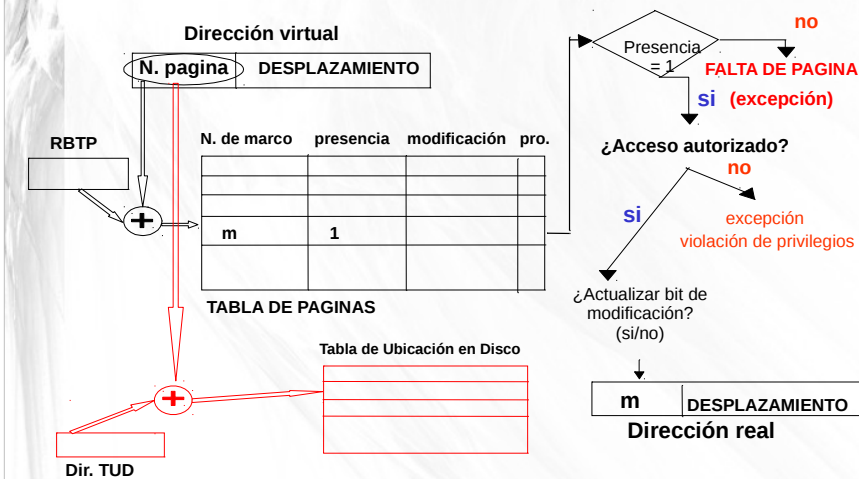 Dirección virtual
N. pagina DESPLAZAMIENTO
RBTP
+
N. de marco presencia modificación pro.
m 1
TABLA DE PAGINAS
Presencia
= 1
no
FALTA DE PAGINA
si (excepción)
¿Acceso autorizado?
no
si
excepción
violación de privilegios
¿Actualizar bit de
modificación?
(si/no)
m DESPLAZAMIENTO
Dirección real
Tabla de Ubicación en Disco
+
Dir. TUD